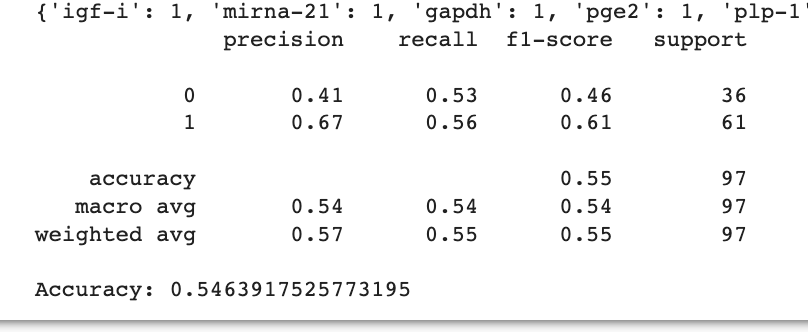 {'igf-i': 1, 'mirna-21': 1, 'gapdh': 1, 'pge2': 1, 'plp-1'
precision recall f1-score support
0 0.41 0.53 0.46 36
1 0.67 0.56 0.61 61
accuracy 0.55 97
macro avg 0.54 0.54 0.54 97
weighted avg 0.57 0.55 0.55 97
Accuracy: 0.5463917525773195